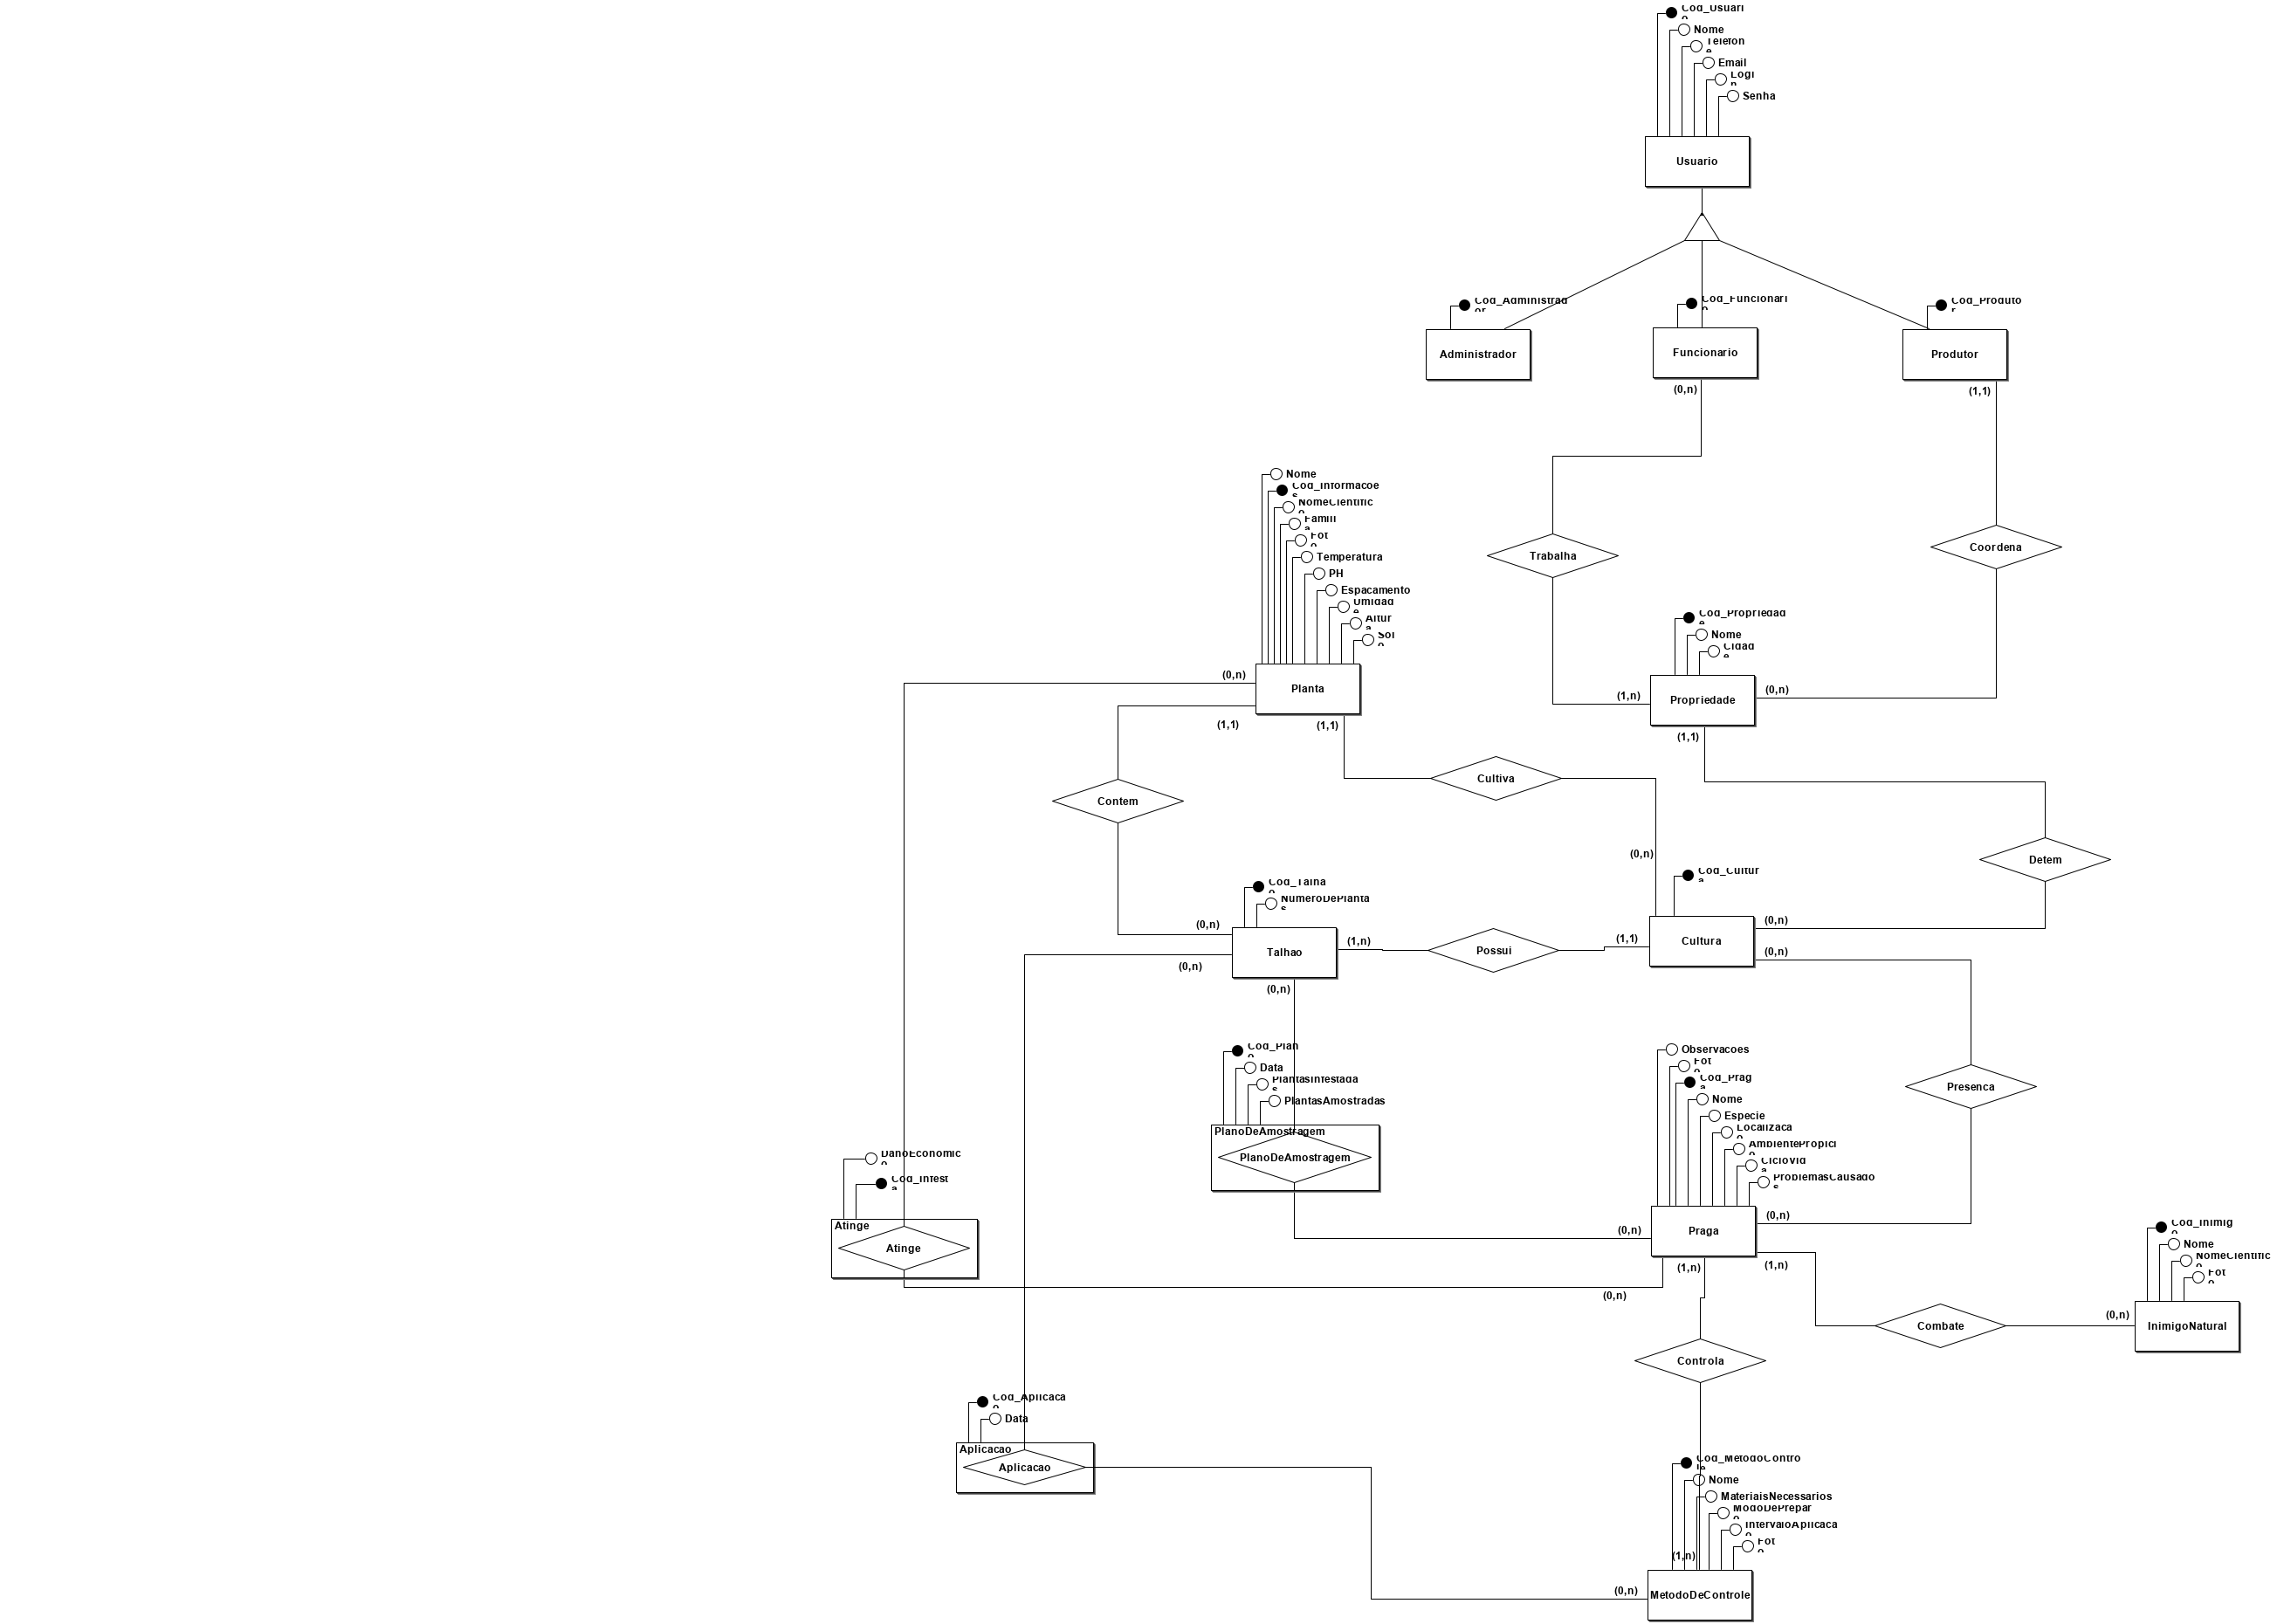 Cod_Usuari
o
Nome
Telefon
e
Email
Logi
n
Senha
Usuario
Cod_Administrad
or
Cod_Funcionari
o
Cod_Produto
r
Administrador
Funcionario
Produtor
(0,n)
(1,1)
Nome
Cod_Informacoe
s
NomeCientific
o
Famili
a
Fot
o
Temperatura
PH
Espacamento
Umidad
e
Altur
a
Sol
o
Trabalha
Coordena
Cod_Propriedad
e
Nome
Cidad
e
(0,n)
Planta
(1,n)
Propriedade
(0,n)
(1,1)
(1,1)
(1,1)
Cultiva
Contem
(0,n)
Detem
Cod_Talha
o
NumeroDePlanta
s
Cod_Cultur
a
(0,n)
(0,n)
Talhao
(1,n)
Possui
(1,1)
Cultura
(0,n)
(0,n)
(0,n)
Cod_Plan
o
Data
PlantasInfestada
s
PlantasAmostradas
PlanoDeAmostragem
PlanoDeAmostragem
Observacoes
Fot
o
Cod_Prag
a
Nome
Especie
Localizaca
o
AmbientePropici
o
CicloVid
a
ProblemasCausado
s
Presenca
DanoEconomic
o
Cod_Infest
a
Atinge
Atinge
(0,n)
Praga
(0,n)
(1,n)
(1,n)
(0,n)
Cod_Inimig
o
Nome
NomeCientific
o
Fot
o
Combate
(0,n)
InimigoNatural
Controla
Cod_Aplicaca
o
Data
Aplicacao
Aplicacao
Cod_MetodoContro
le
Nome
MateriaisNecessarios
ModoDePrepar
o
IntervaloAplicaca
o
Fot
o
(1,n)
(0,n)
MetodoDeControle